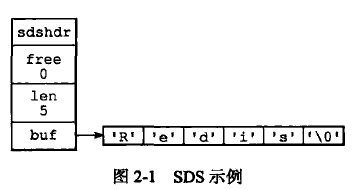 sdshdr
free
0
len
5
buf
'R' 'e' 'd' 'i' 's' '\0'
图 2-1 SDS 示例